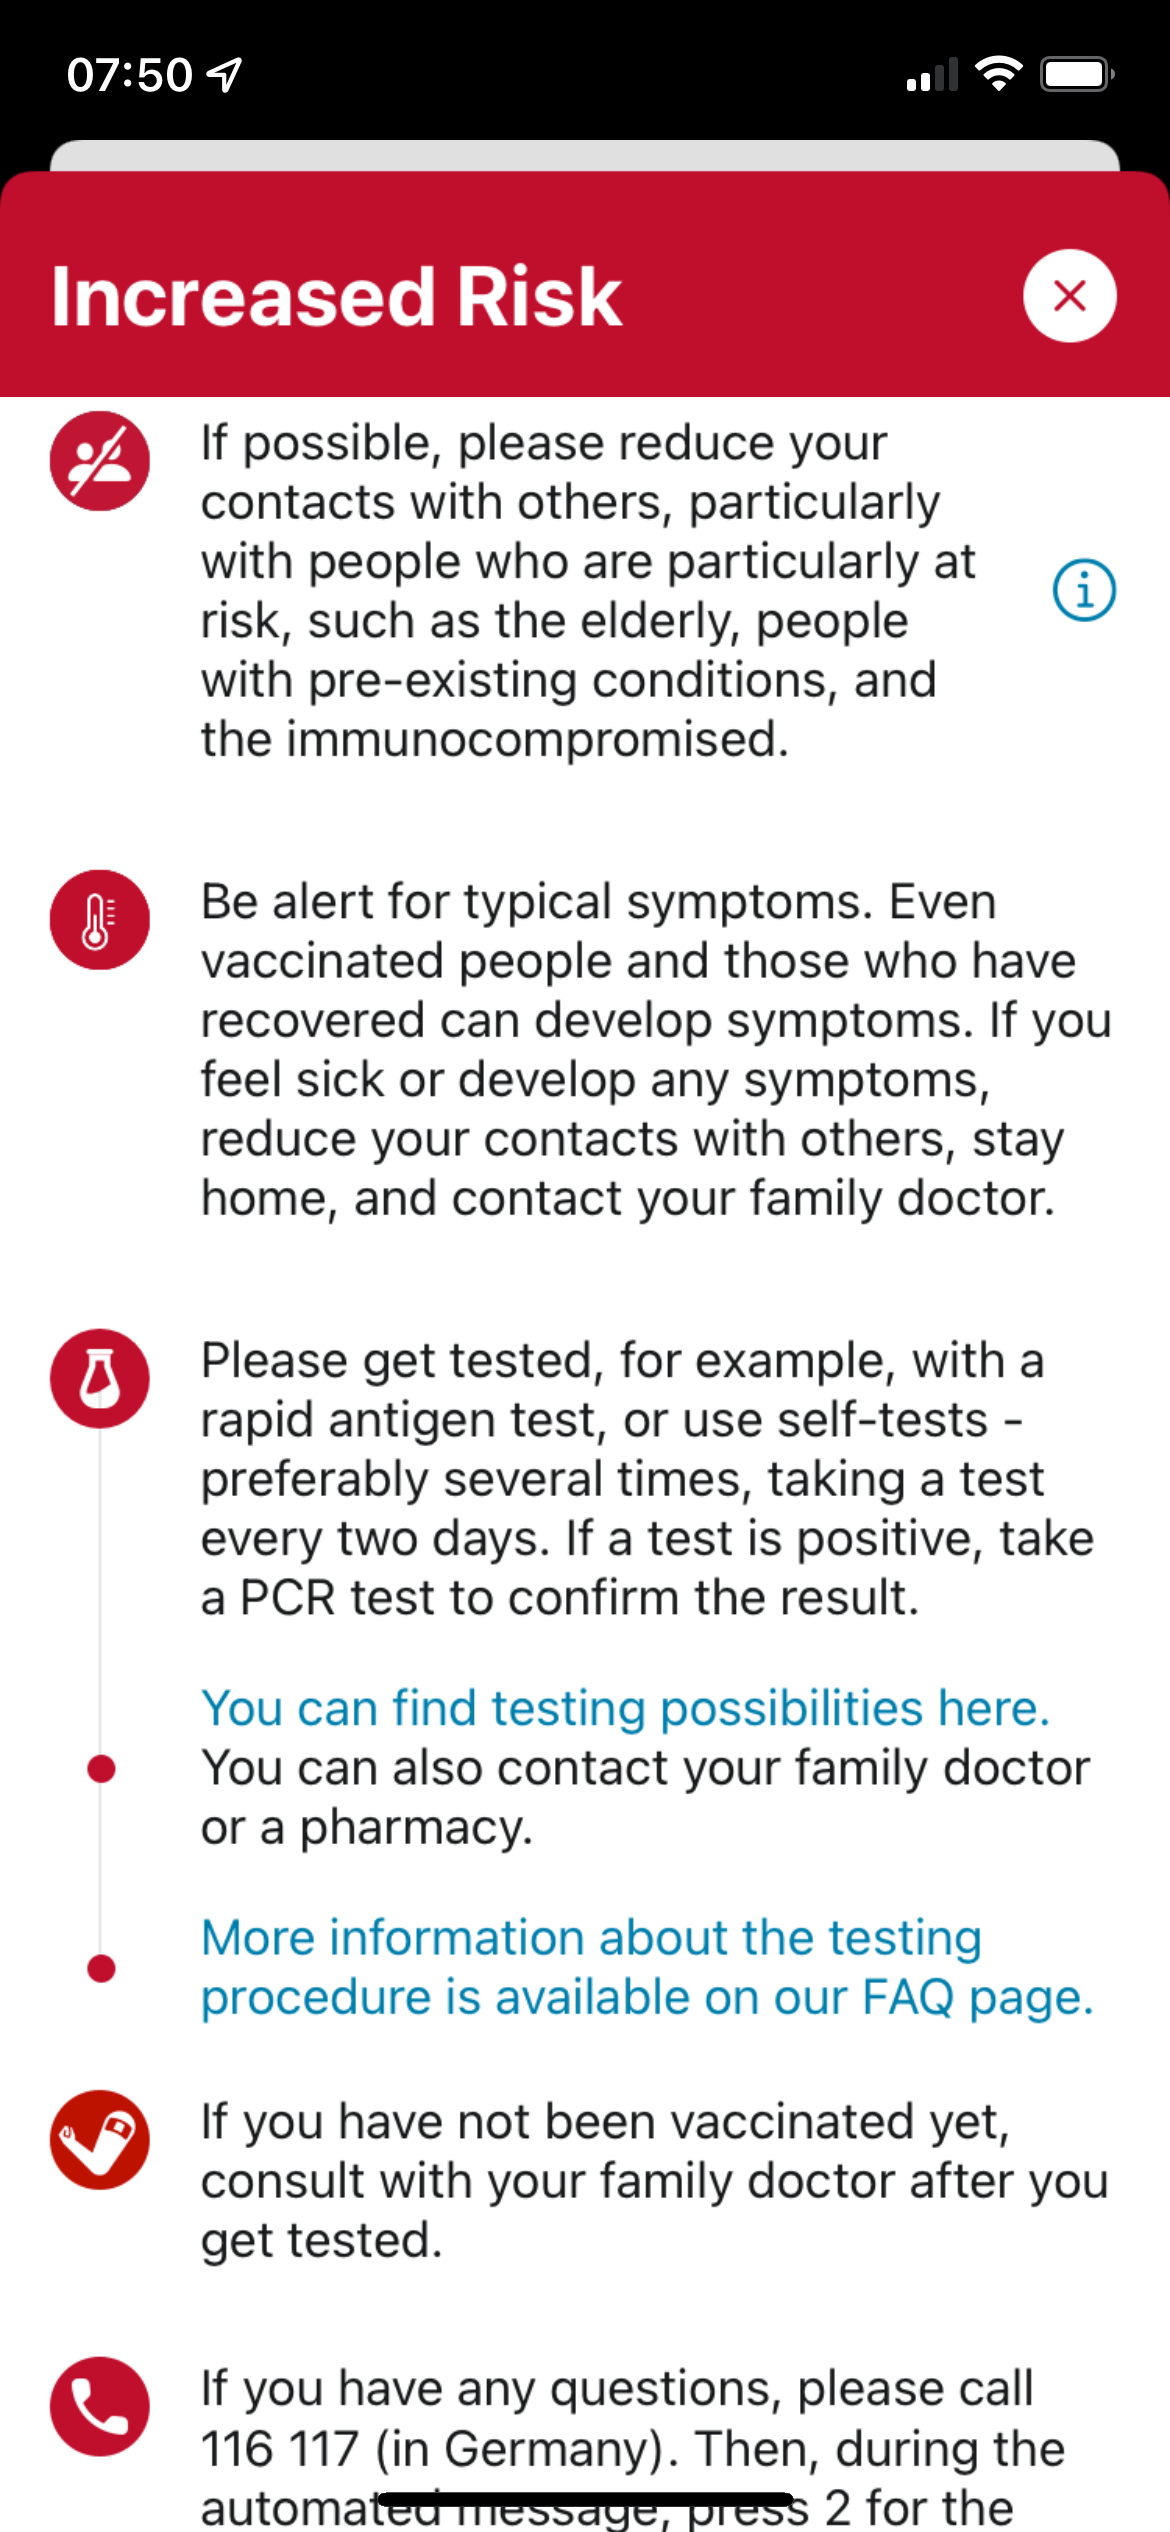 07:50
Increased Risk
If possible, please reduce your
contacts with others, particularly
with people who are particularly at
risk, such as the elderly, people
with pre-existing conditions, and
the immunocompromised.
Be alert for typical symptoms. Even
vaccinated people and those who have
recovered can develop symptoms. If you
feel sick or develop any symptoms,
reduce your contacts with others, stay
home, and contact your family doctor.
Please get tested, for example, with a
rapid antigen test, or use self-tests -
preferably several times, taking a test
every two days. If a test is positive, take
a PCR test to confirm the result.
You can find testing possibilities here.
You can also contact your family doctor
or a pharmacy.
More information about the testing
procedure is available on our FAQ page.
If you have not been vaccinated yet,
consult with your family doctor after you
get tested.
If you have any questions, please call
116 117 (in Germany). Then, during the
automated message, press 2 for the